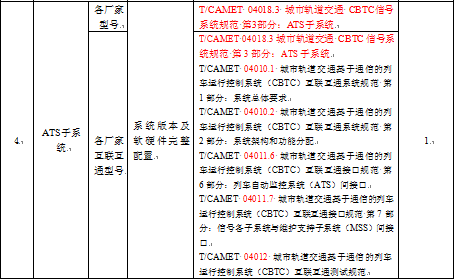 各厂家
型号
T/CAMET 04018.3 城市轨道交通 CBTC信号
系统规范 第3部分：ATS子系统
4
ATS子系
统
各厂家
互联互
通型号
系统版本及
软硬件完整
配置
T/CAMET 04018.3 城市轨道交通 CBTC 信号系
统规范 第 3 部分：ATS 子系统
T/CAMET 04010.1 城市轨道交通基于通信的列
车运行控制系统（CBTC）互联互通系统规范 第
1 部分：系统总体要求
T/CAMET 04010.2 城市轨道交通基于通信的列
车运行控制系统（CBTC）互联互通系统规范 第
2 部分：系统架构和功能分配
T/CAMET 04011.6 城市轨道交通基于通信的列
车运行控制系统（CBTC）互联互通接口规范 第
6 部分：列车自动监控系统（ATS）间接口
T/CAMET 04011.7 城市轨道交通基于通信的列车
运行控制系统（CBTC）互联互通接口规范 第 7 部
分：信号各子系统与维护支持子系统（MSS）间接
口
T/CAMET 04012 城市轨道交通基于通信的列车
运行控制系统（CBTC）互联互通测试规范
1